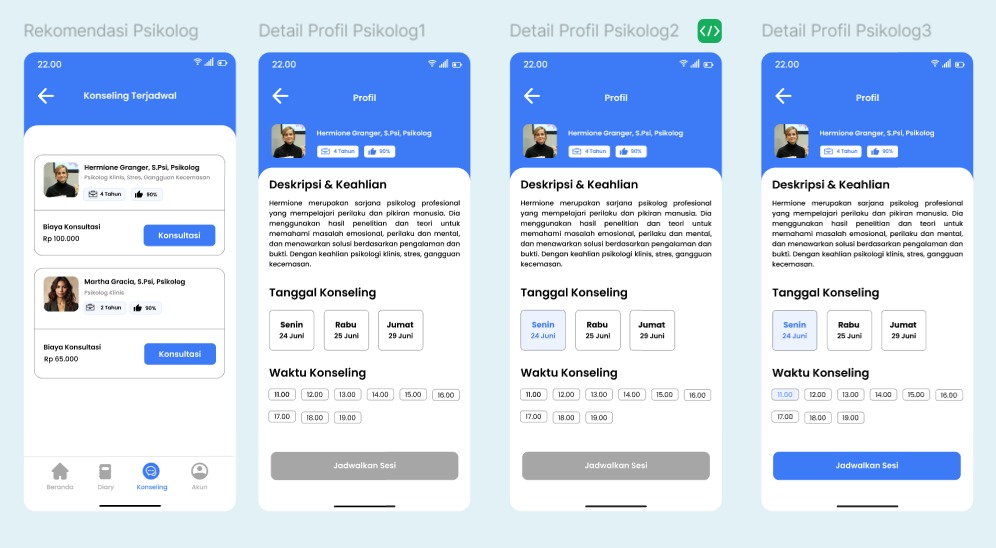 Rekomendasi Psikolog
22.00
Konseling Terjadwal
Hermione Granger, S.Psi, Psikolog
Psikolog Klinis, Stres, Gangguan Kecemasan
4 Tahun
90%
Biaya Konsultasi
Rp 100.000
Konsultasi
Martha Gracia, S.Psi, Psikolog
Psikolog Klinis
2 Tahun
90%
Biaya Konsultasi
Rp 65.000
Konsultasi
Beranda
Diary
Konseling
Akun
Detail Profil Psikolog1
22.00
Profil
Hermione Granger, S.Psi, Psikolog
4 Tahun
90%
Deskripsi & Keahlian
Hermione merupakan sarjana psikolog profesional
yang mempelajari perilaku dan pikiran manusia. Dia
menggunakan hasil penelitian dan teori untuk
memahami masalah emosional, perilaku dan mental,
dan menawarkan solusi berdasarkan pengalaman dan
bukti. Dengan keahlian psikologi klinis, stres, gangguan
kecemasan.
Tanggal Konseling
Senin
24 Juni
Rabu
25 Juni
Jumat
29 Juni
Waktu Konseling
11.00 12.00 13.00 14.00 15.00 16.00
17.00 18.00 19.00
Jadwalkan Sesi
Detail Profil Psikolog2
</>
22.00
Profil
Hermione Granger, S.Psi, Psikolog
4 Tahun
90%
Deskripsi & Keahlian
Hermione merupakan sarjana psikolog profesional
yang mempelajari perilaku dan pikiran manusia. Dia
menggunakan hasil penelitian dan teori untuk
memahami masalah emosional, perilaku dan mental,
dan menawarkan solusi berdasarkan pengalaman dan
bukti. Dengan keahlian psikologi klinis, stres, gangguan
kecemasan.
Tanggal Konseling
Senin
24 Juni
Rabu
25 Juni
Jumat
29 Juni
Waktu Konseling
11.00 12.00 13.00 14.00 15.00 16.00
17.00 18.00 19.00
Jadwalkan Sesi
Detail Profil Psikolog3
22.00
Profil
Hermione Granger, S.Psi, Psikolog
4 Tahun
90%
Deskripsi & Keahlian
Hermione merupakan sarjana psikolog profesional
yang mempelajari perilaku dan pikiran manusia. Dia
menggunakan hasil penelitian dan teori untuk
memahami masalah emosional, perilaku dan mental,
dan menawarkan solusi berdasarkan pengalaman dan
bukti. Dengan keahlian psikologi klinis, stres, gangguan
kecemasan.
Tanggal Konseling
Senin
24 Juni
Rabu
25 Juni
Jumat
29 Juni
Waktu Konseling
11.00 12.00 13.00 14.00 15.00 16.00
17.00 18.00 19.00
Jadwalkan Sesi